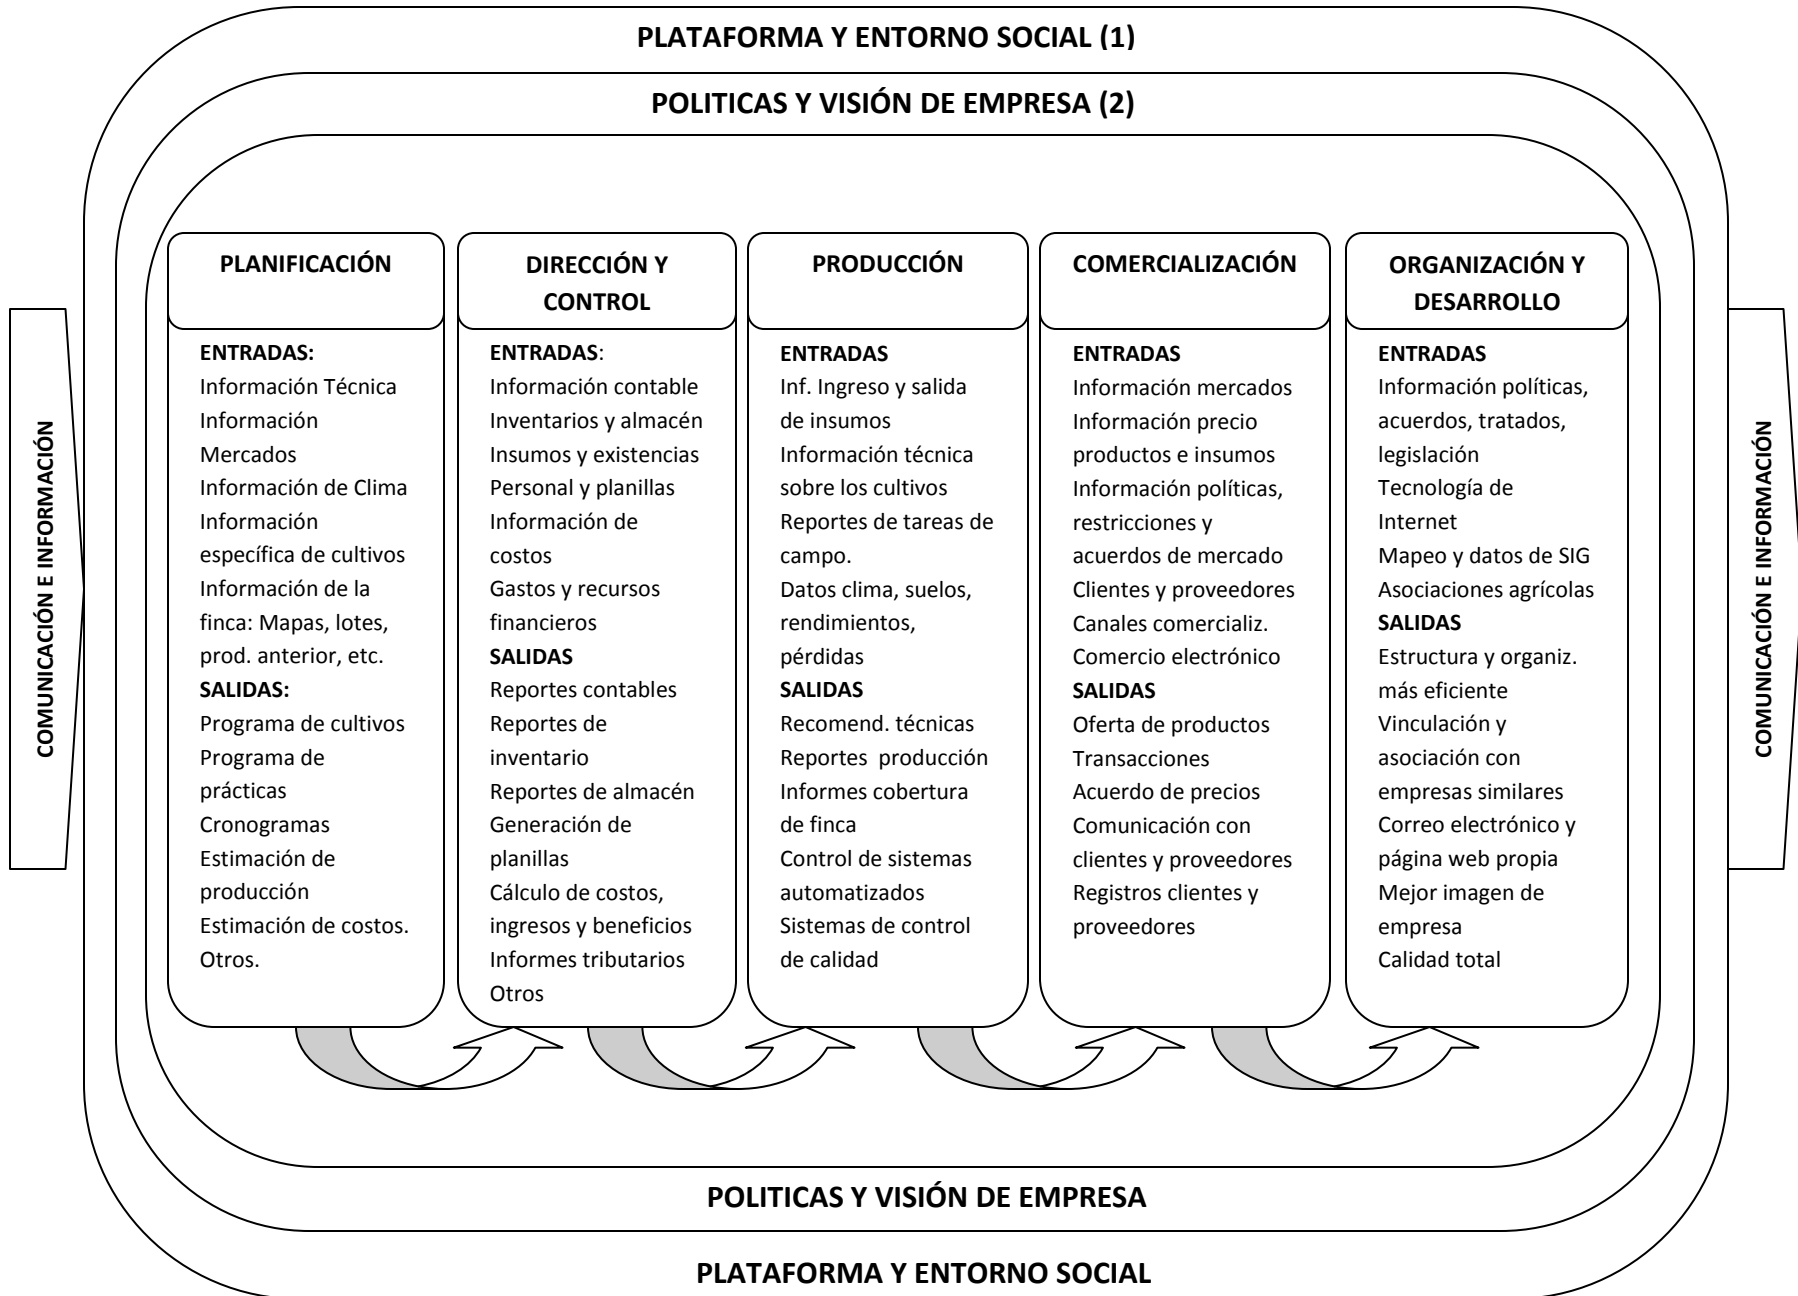 PLATAFORMA Y ENTORNO SOCIAL (1)
POLITICAS Y VISIÓN DE EMPRESA (2)
COMUNICACIÓN E INFORMACIÓN
PLANIFICACIÓN
ENTRADAS:
Información Técnica
Información
Mercados
Información de Clima
Información
específica de cultivos
Información de la
finca: Mapas, lotes,
prod. anterior, etc.
SALIDAS:
Programa de cultivos
Programa de
prácticas
Cronogramas
Estimación de
producción
Estimación de costos.
Otros.
DIRECCIÓN Y
CONTROL
ENTRADAS:
Información contable
Inventarios y almacén
Insumos y existencias
Personal y planillas
Información de
costos
Gastos y recursos
financieros
SALIDAS
Reportes contables
Reportes de
inventario
Reportes de almacén
Generación de
planillas
Cálculo de costos,
ingresos y beneficios
Informes tributarios
Otros
PRODUCCIÓN
ENTRADAS
Inf. Ingreso y salida
de insumos
Información técnica
sobre los cultivos
Reportes de tareas de
campo.
Datos clima, suelos,
rendimientos,
pérdidas
SALIDAS
Recomend. técnicas
Reportes  producción
Informes cobertura
de finca
Control de sistemas
automatizados
Sistemas de control
de calidad
COMERCIALIZACIÓN
ENTRADAS
Información mercados
Información precio
productos e insumos
Información políticas,
restricciones y
acuerdos de mercado
Clientes y proveedores
Canales comercializ.
Comercio electrónico
SALIDAS
Oferta de productos
Transacciones
Acuerdo de precios
Comunicación con
clientes y proveedores
Registros clientes y
proveedores
ORGANIZACIÓN Y
DESARROLLO
ENTRADAS
Información políticas,
acuerdos, tratados,
legislación
Tecnología de
Internet
Mapeo y datos de SIG
Asociaciones agrícolas
SALIDAS
Estructura y organiz.
más eficiente
Vinculación y
asociación con
empresas similares
Correo electrónico y
página web propia
Mejor imagen de
empresa
Calidad total
COMUNICACIÓN E INFORMACIÓN
POLITICAS Y VISIÓN DE EMPRESA
PLATAFORMA Y ENTORNO SOCIAL